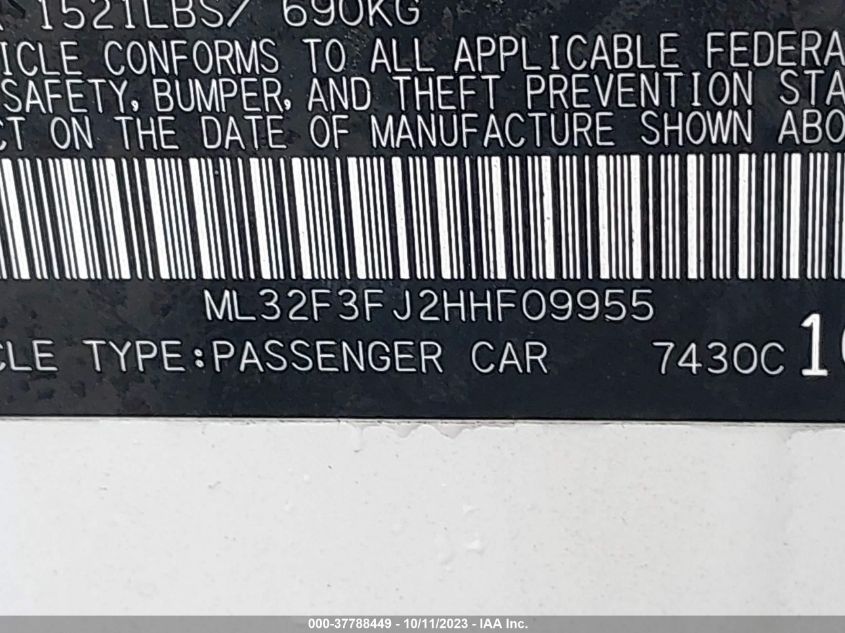 1521LBS/ 690KG
ICLE CONFORMS TO ALL APPLICABLE FEDERA
SAFETY, BUMPER, AND THEFT PREVENTION STA
CT ON THE DATE OF MANUFACTURE SHOWN ABO
ML32F3FJ2HHF09955
CLE TYPE:PASSENGER CAR 7430C 10
000-37788449 - 10/11/2023 - IAA Inc.